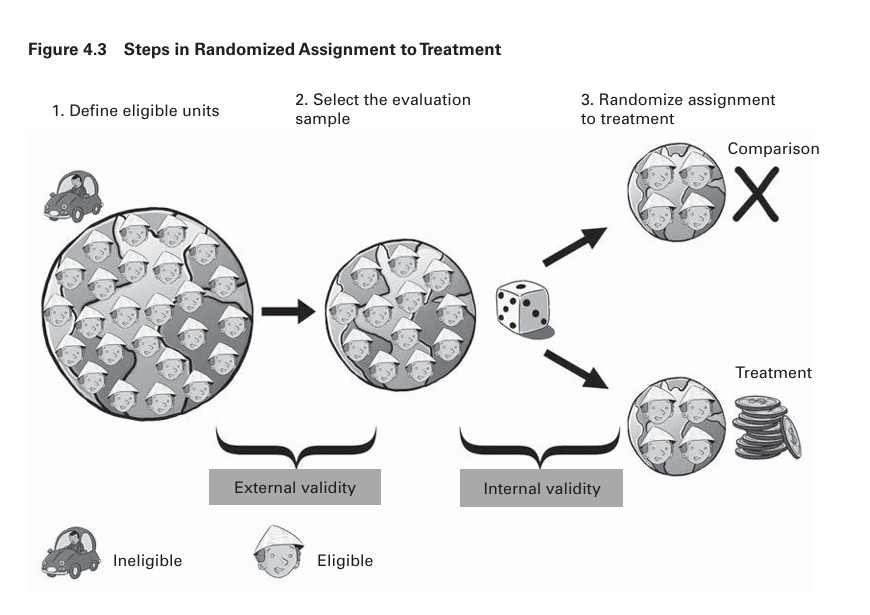 Figure 4.3 Steps in Randomized Assignment to Treatment
1. Define eligible units
2. Select the evaluation
sample
3. Randomize assignment
to treatment
Comparison
Treatment
External validity
Internal validity
Ineligible
Eligible